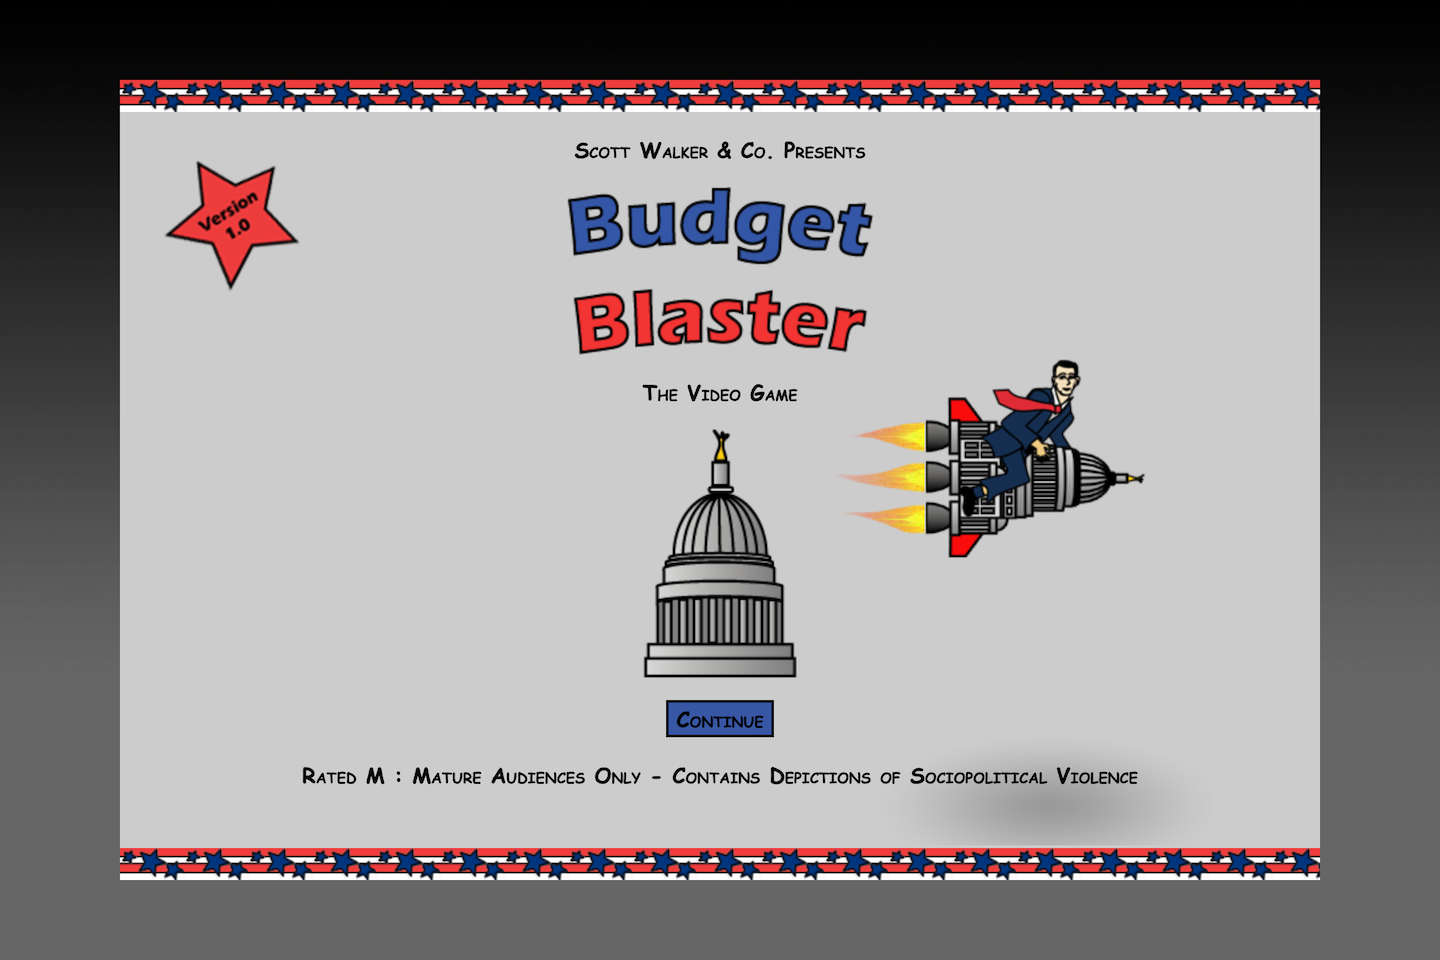 Scott Walker & Co. Presents
Version
1.0
Budget
Blaster
The Video Game
Continue
Rated M : Mature Audiences Only - Contains Depictions of Sociopolitical Violence